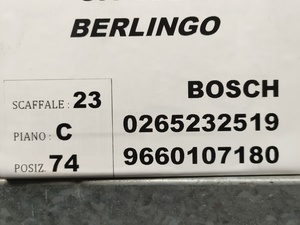 BERLINGO
BOSCH
SCAFFALE : 23
0265232519
PIANO : C
9660107180
POSIZ. 74